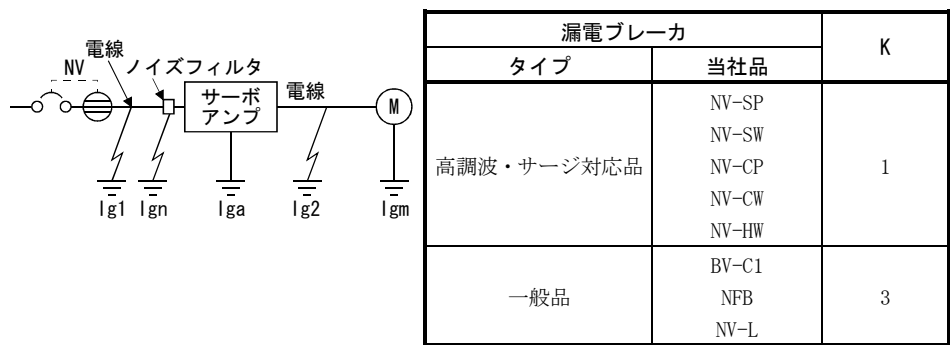 電線
NV ノイズフィルタ
サーボ
アンプ
電線
M
Ig1 Ign Iga Ig2 Igm
漏電ブレーカ K
タイプ 当社品
高調波・サージ対応品
NV-SP
NV-SW
NV-CP
NV-CW
NV-HW
1
一般品
BV-C1
NFB
NV-L
3